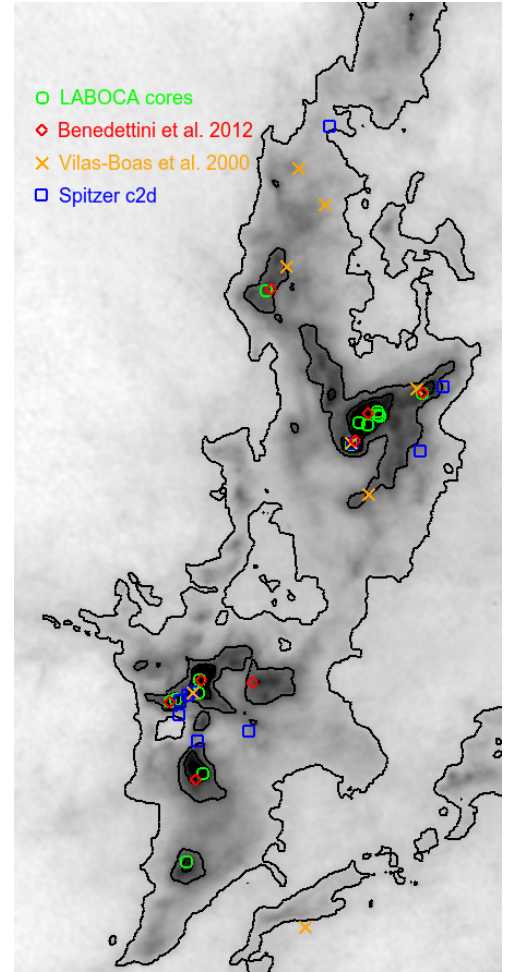 LABOCA cores
Benedettini et al. 2012
Vilas-Boas et al. 2000
Spitzer c2d